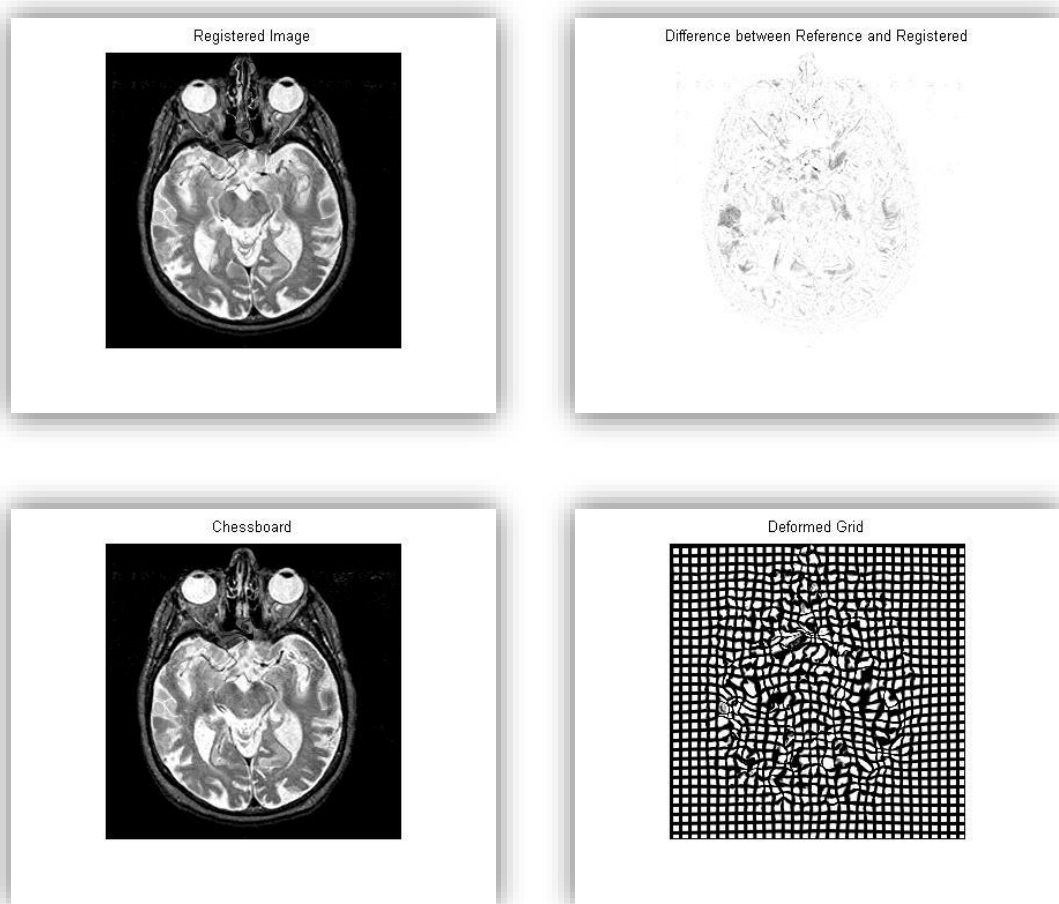 Registered Image
Difference between Reference and Registered
Chessboard
Deformed Grid